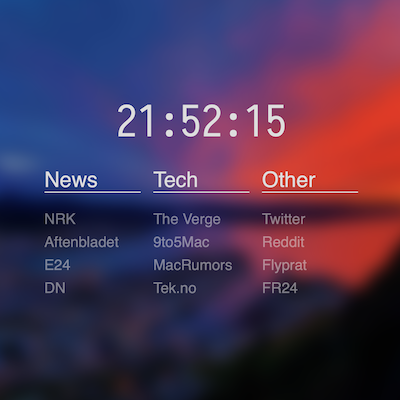 21:52:15
News
NRK
Aftenbladet
E24
DN
Tech
The Verge
9to5Mac
MacRumors
Tek.no
Other
Twitter
Reddit
Flyprat
FR24